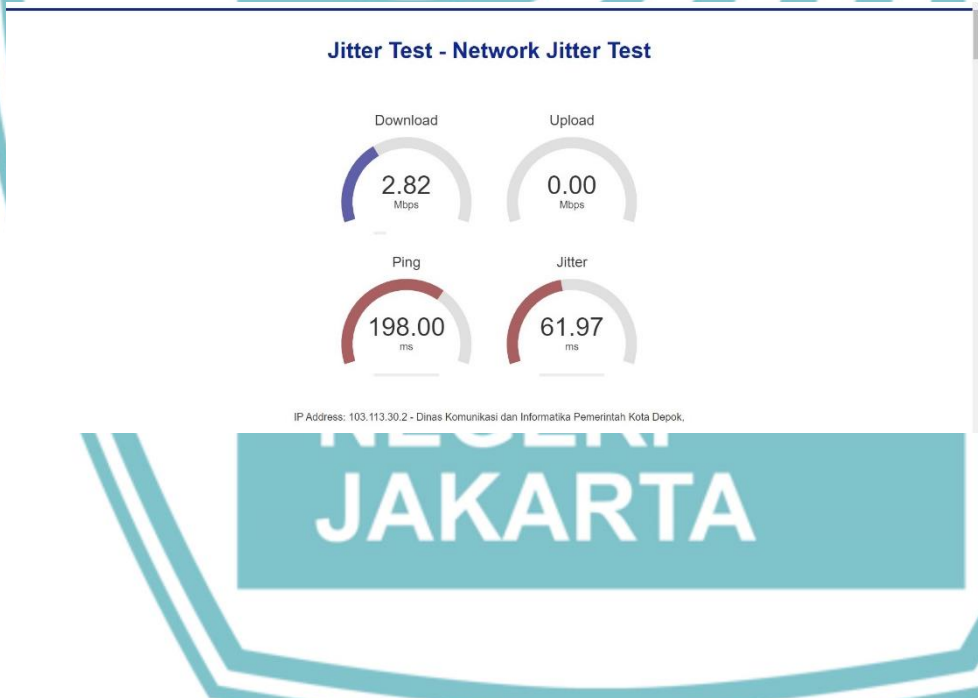 Jitter Test - Network Jitter Test
Download
Upload
2.82
Mbps
0.00
Mbps
Ping
Jitter
198.00
ms
61.97
ms
IP Address: 103.113.30.2 - Dinas Komunikasi dan Informatika Pemerintah Kota Depok,
NEGERI
JAKARTA